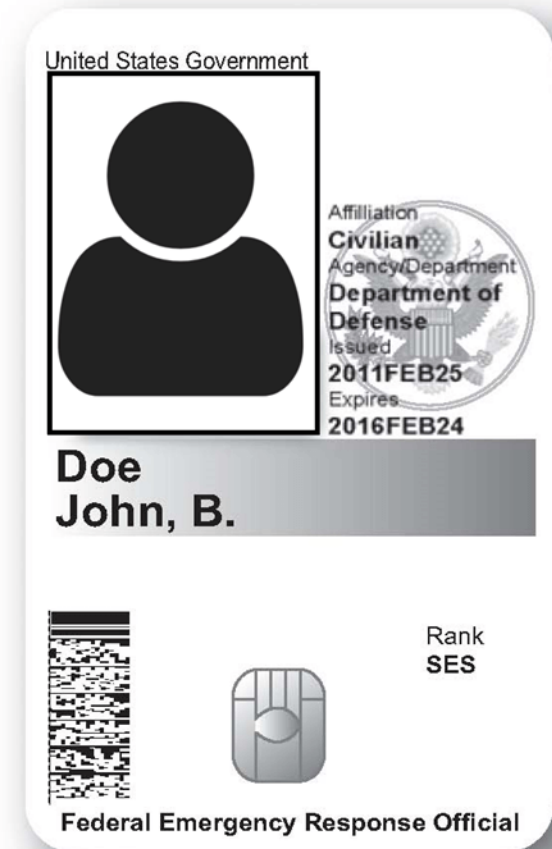 United States Government
Affilliation
Civilian
Agency/Department
Department of
Defense
Issued
2011FEB25
Expires
2016FEB24
Doe
John, B.
Rank
SES
Federal Emergency Response Official